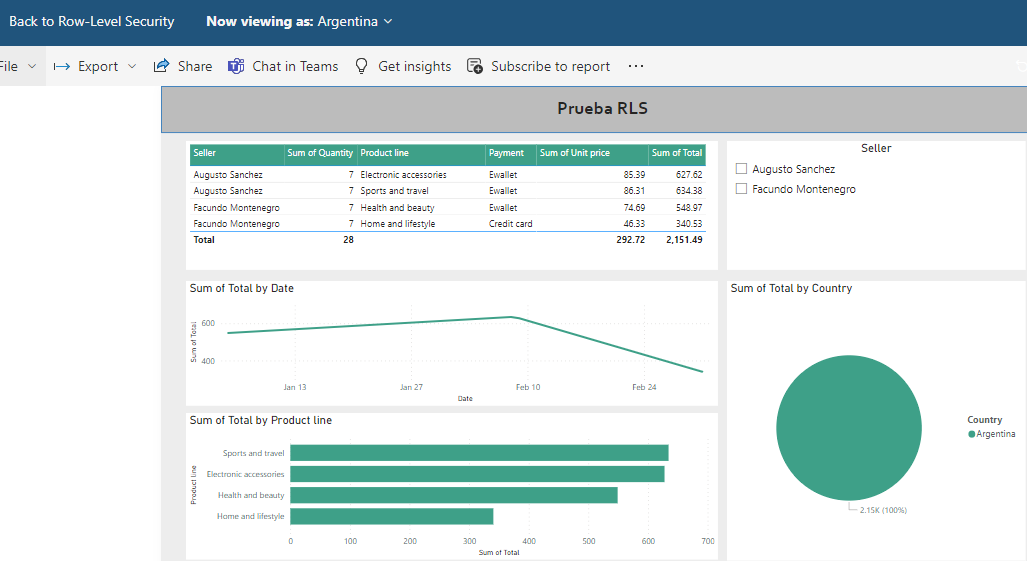 Back to Row-Level Security Now viewing as: Argentina
File Export Share Chat in Teams Get insights Subscribe to report ...
Prueba RLS
Seller Sum of Quantity Product line Payment Sum of Unit price Sum of Total
Augusto Sanchez 7 Electronic accessories Ewallet 85.39 627.62
Augusto Sanchez 7 Sports and travel Ewallet 86.31 634.38
Facundo Montenegro 7 Health and beauty Ewallet 74.69 548.97
Facundo Montenegro 7 Home and lifestyle Credit card 46.33 340.53
Total 28 292.72 2,151.49
Seller
Augusto Sanchez
Facundo Montenegro
Sum of Total by Date
Sum of Total
600
400
Jan 13 Jan 27 Feb 10 Feb 24
Date
Sum of Total by Product line
Product line
Sports and travel
Electronic accessories
Health and beauty
Home and lifestyle
0 100 200 300 400 500 600 700
Sum of Total
Sum of Total by Country
Country
Argentina
2.15K (100%)